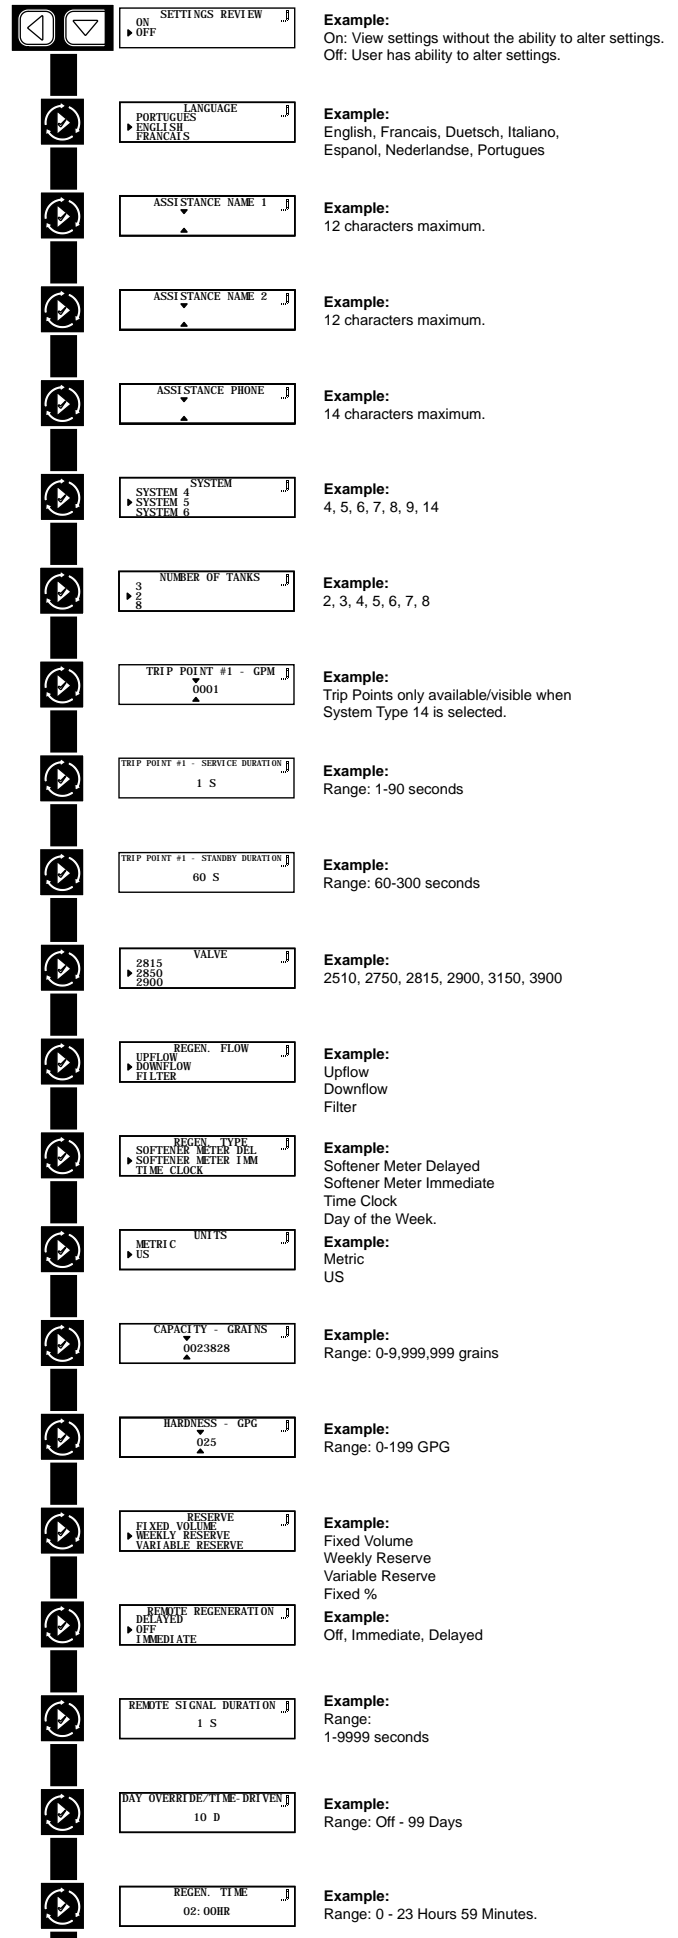 SETTINGS REVIEW
ON
OFF
Example:
On: View settings without the ability to alter settings.
Off: User has ability to alter settings.
LANGUAGE
PORTUGUES
ENGLISH
FRANCAIS
Example:
English, Francais, Duetsch, Italiano,
Espanol, Nederlandse, Portugues
ASSISTANCE NAME 1
Example:
12 characters maximum.
ASSISTANCE NAME 2
Example:
12 characters maximum.
ASSISTANCE PHONE
Example:
14 characters maximum.
SYSTEM
SYSTEM 4
SYSTEM 5
SYSTEM 6
Example:
4, 5, 6, 7, 8, 9, 14
NUMBER OF TANKS
3
2
8
Example:
2, 3, 4, 5, 6, 7, 8
TRIP POINT #1 - GPM
0001
Example:
Trip Points only available/visible when
System Type 14 is selected.
TRIP POINT #1 - SERVICE DURATION
1 S
Example:
Range: 1-90 seconds
TRIP POINT #1 - STANDBY DURATION
60 S
Example:
Range: 60-300 seconds
VALVE
2815
2850
2900
Example:
2510, 2750, 2815, 2900, 3150, 3900
REGEN. FLOW
UPFLOW
DOWNFLOW
FILTER
Example:
Upflow
Downflow
Filter
REGEN. TYPE
SOFTENER METER DEL
SOFTENER METER IMM
TIME CLOCK
Example:
Softener Meter Delayed
Softener Meter Immediate
Time Clock
Day of the Week.
UNITS
METRIC
US
Example:
Metric
US
CAPACITY - GRAINS
0023828
Example:
Range: 0-9,999,999 grains
HARDNESS - GPG
025
Example:
Range: 0-199 GPG
RESERVE
FIXED VOLUME
WEEKLY RESERVE
VARIABLE RESERVE
Example:
Fixed Volume
Weekly Reserve
Variable Reserve
Fixed %
REMOTE REGENERATION
DELAYED
OFF
IMMEDIATE
Example:
Off, Immediate, Delayed
REMOTE SIGNAL DURATION
1 S
Example:
Range:
1-9999 seconds
DAY OVERRIDE/TIME-DRIVEN
10 D
Example:
Range: Off - 99 Days
REGEN. TIME
02:00HR
Example:
Range: 0 - 23 Hours 59 Minutes.